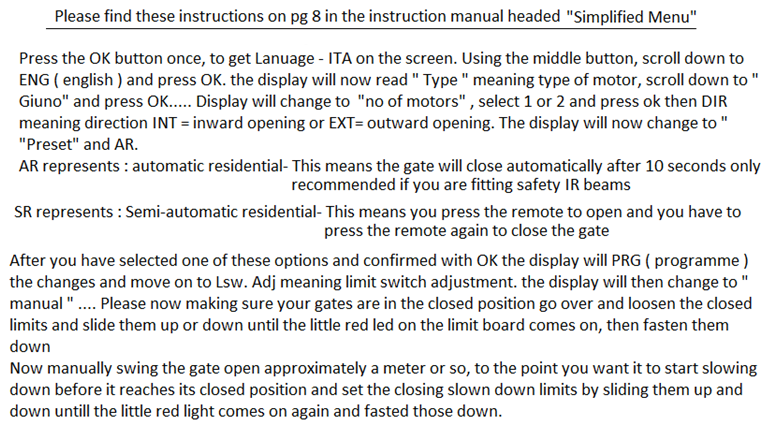 Please find these instructions on pg 8 in the instruction manual headed "Simplified Menu"
Press the OK button once, to get Lanuage - ITA on the screen. Using the middle button, scroll down to
ENG ( english ) and press OK. the display will now read " Type " meaning type of motor, scroll down to "
Giuno" and press OK..... Display will change to "no of motors" , select 1 or 2 and press ok then DIR
meaning direction INT = inward opening or EXT= outward opening. The display will now change to "
"Preset" and AR.
AR represents : automatic residential- This means the gate will close automatically after 10 seconds only
recommended if you are fitting safety IR beams
SR represents : Semi-automatic residential- This means you press the remote to open and you have to
press the remote again to close the gate
After you have selected one of these options and confirmed with OK the display will PRG ( programme )
the changes and move on to Lsw. Adj meaning limit switch adjustment. the display will then change to "
manual " .... Please now making sure your gates are in the closed position go over and loosen the closed
limits and slide them up or down until the little red led on the limit board comes on, then fasten them
down
Now manually swing the gate open approximately a meter or so, to the point you want it to start slowing
down before it reaches its closed position and set the closing slown down limits by sliding them up and
down untill the little red light comes on again and fasted those down.